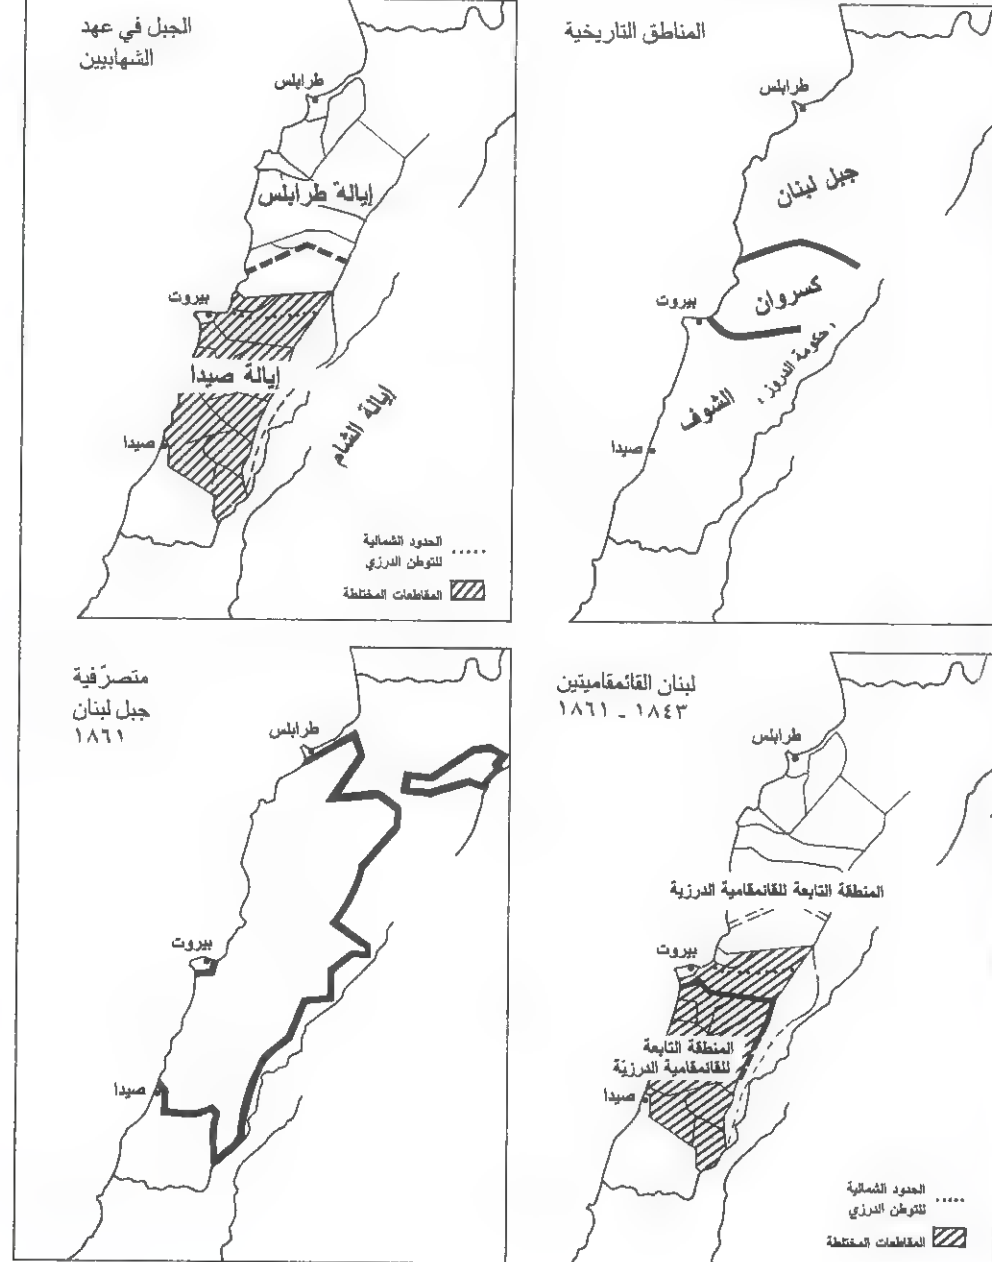 المناطق التاريخية
طرابلس
جبل لبنان
كسروان
بيروت
«حكومة الدروز»
الشوف
صيدا
الجبل في عهد
الشهابيين
طرابلس
إيالة طرابلس
بيروت
إيالة صيدا
إيالة الشام
صيدا
الحدود الشمالية
للتوطن الدرزي
المقاطعات المختلطة
لبنان القائمقاميتين
١٨٤٣ - ١٨٦١
طرابلس
المنطقة التابعة للقائمقامية الدرزية
بيروت
المنطقة التابعة
للقائمقامية الدرزيّة
صيدا
الحدود الشمالية
للتوطن الدرزي
المقاطعات المختلطة
متصرّفية
جبل لبنان
١٨٦١
طرابلس
بيروت
صيدا